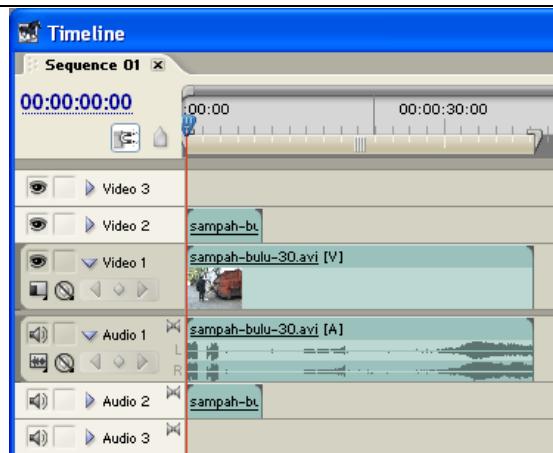 Timeline
Sequence 01
00:00:00:00
:00:00 00:00:30:00
Video 3
Video 2 sampah-bu
Video 1 sampah-bulu-30.avi [V]
Audio 1 sampah-bulu-30.avi [A]
L
R
Audio 2 sampah-bu
Audio 3